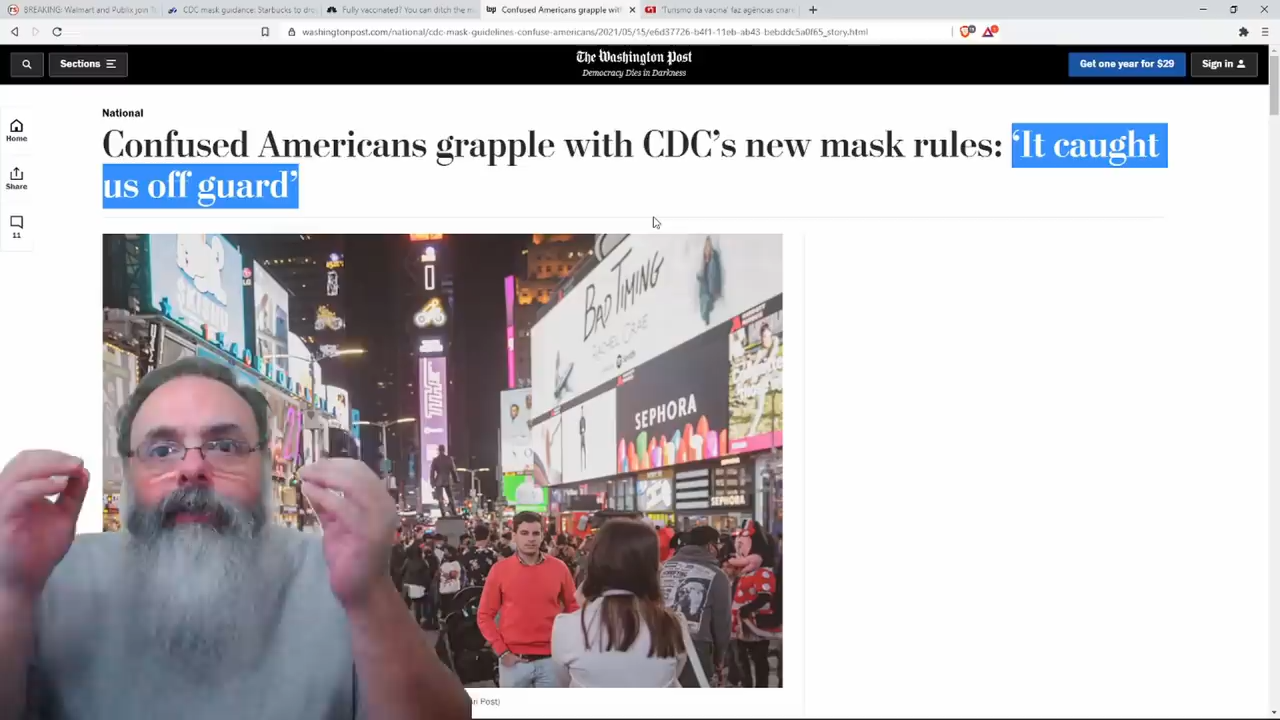 BREAKING: Walmart and Publix join T
CDC mask guidance: Starbucks to dro
Fully vaccinated? You can ditch the m
Confused Americans grapple with
'Turismo da vacina' faz agências criar
washingtonpost.com/national/cdc-mask-guidelines-confuse-americans/2021/05/15/e6d37726-b4f1-11eb-ab43-bebddc5a0f65_story.html
Sections
The Washington Post
Democracy Dies in Darkness
Get one year for $29
Sign in
Home
Share
11
National
Confused Americans grapple with CDC's new mask rules: 'It caught
us off guard'
BAD TIMING
SEPHORA
SEPHORA
Post)